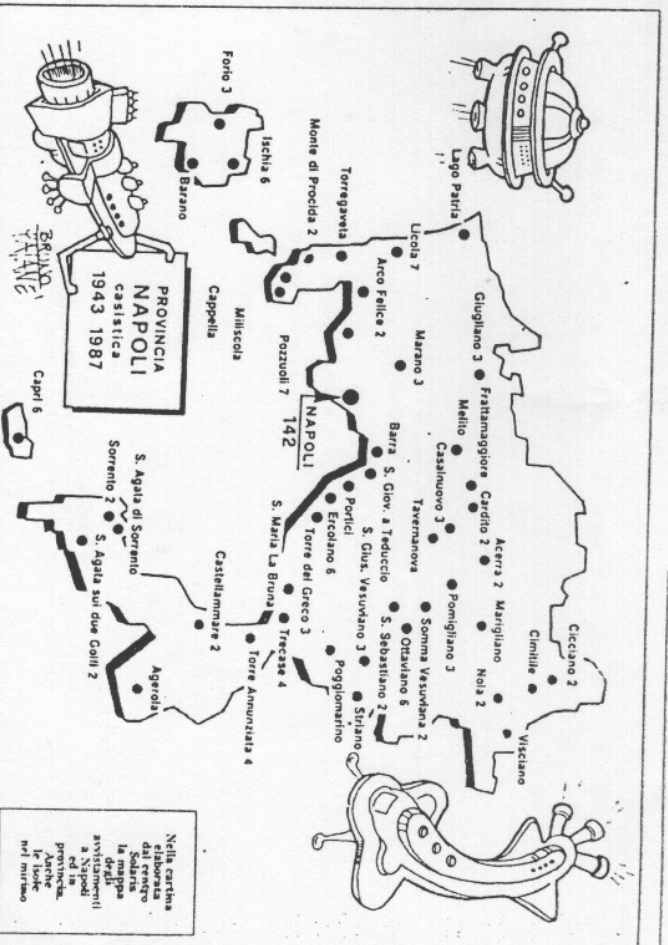 Lago Patria
Licola 7
Torregaveta
Monte di Procida 2
Ischia 6
Forio 3
Barano
Giugliano 3
Marano 3
Arco Felice 2
Pozzuoli 7
Miliscola
Cappella
PROVINCIA
NAPOLI
casistica
1943 1987
BRUNO
Capri 6
Frattamaggiore
Melito
Cardito 2
Casalnuovo 3
NAPOLI
142
Barra
S. Giov. a Teduccio
Portici
Ercolano 6
Torre del Greco 3
S. Maria La Bruna
Acerra 2
Tavernanova
Pomigliano 3
Marigliano
Somma Vesuviana 2
Ottaviano 6
S. Sebastiano 2
S. Gius. Vesuviano 3
Cicciano 2
Cimitile
Nola 2
Visciano
Striano
Poggiomarino
Trecase 4
Torre Annunziata 4
Castellammare 2
S. Agata di Sorrento
Sorrento 2
S. Agata sui due Golfi 2
Agerola
Nella cartina
elaborata
dal centro
Solaris
la mappa
degli
avvistamenti
a Napoli
ed in
provincia.
Anche
le isole
nel mirino